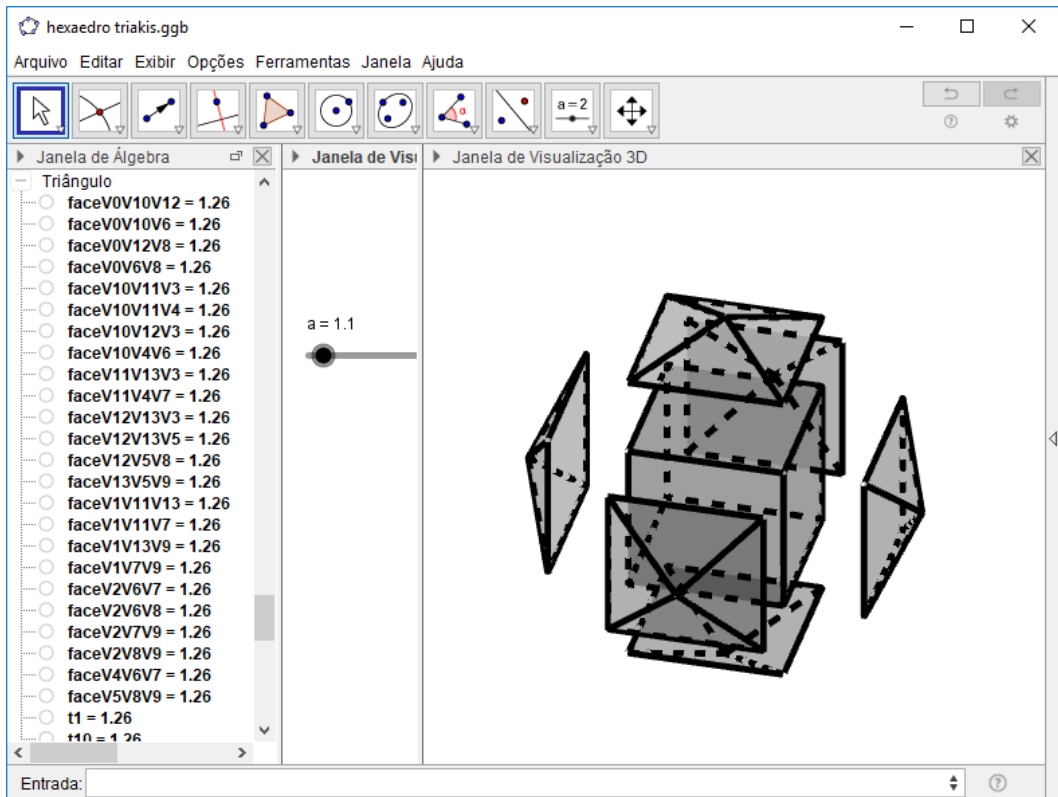 hexaedro triakis.ggb
Arquivo Editar Exibir Opções Ferramentas Janela Ajuda
a=2
Janela de Álgebra
Janela de Vis
Janela de Visualização 3D
Triângulo
faceV0V10V12 = 1.26
faceV0V10V6 = 1.26
faceV0V12V8 = 1.26
faceV0V6V8 = 1.26
faceV10V11V3 = 1.26
faceV10V11V4 = 1.26
faceV10V12V3 = 1.26
faceV10V4V6 = 1.26
faceV11V13V3 = 1.26
faceV11V4V7 = 1.26
faceV12V13V3 = 1.26
faceV12V13V5 = 1.26
faceV12V5V8 = 1.26
faceV13V5V9 = 1.26
faceV1V11V13 = 1.26
faceV1V11V7 = 1.26
faceV1V13V9 = 1.26
faceV1V7V9 = 1.26
faceV2V6V7 = 1.26
faceV2V6V8 = 1.26
faceV2V7V9 = 1.26
faceV2V8V9 = 1.26
faceV4V6V7 = 1.26
faceV5V8V9 = 1.26
t1 = 1.26
t10 = 1.26
a = 1.1
Entrada: